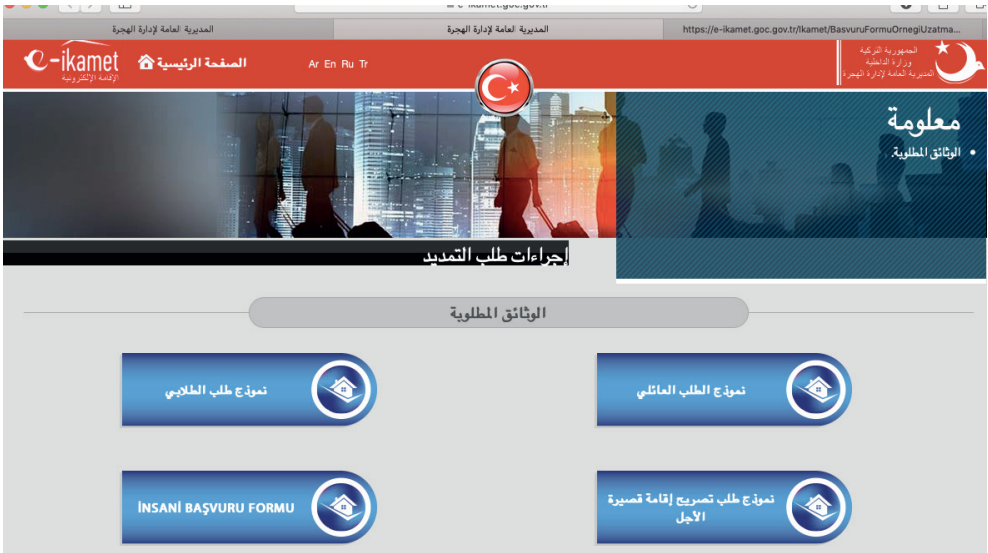 المديرية العامة لإدارة الهجرة
المديرية العامة لإدارة الهجرة
https://e-ikamet.goc.gov.tr/Ikamet/BasvuruFormuOrnegiUzatma...
e-ikamet
الإقامة الإلكترونية
الصفحة الرئيسية
Ar En Ru Tr
الجمهورية التركية
وزارة الداخلية
المديرية العامة لإدارة الهجرة
معلومة
• الوثائق المطلوبة.
إجراءات طلب التمديد
الوثائق المطلوبة
نموذج الطلب العائلي
نموذج طلب الطلابي
نموذج طلب تصريح إقامة قصيرة
الأجل
İNSANİ BAŞVURU FORMU